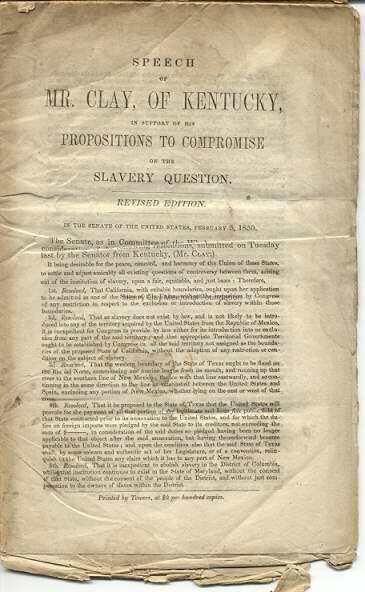 SPEECH
OF
MR. CLAY, OF KENTUCKY,
IN SUPPORT OF HIS
PROPOSITIONS TO COMPROMISE
ON THE
SLAVERY QUESTION.
REVISED EDITION.
IN THE SENATE OF THE UNITED STATES, FEBRUARY 5, 1850.
The Senate, as in Committee of the
resolutions, submitted on Tuesday
last by the Senator from Kentucky, (Mr. CLAY:)
It being desirable for the peace, concord, and harmony of the Union of these States,
to settle and adjust amicably all existing questions of controversy between them, arising
out of the institution of slavery, upon a fair, equitable, and just basis: Therefore,
1st. Resolved, That California, with suitable boundaries, ought upon her application
to be admitted as one of the States of this Union, without the imposition by Congress
of any restriction in respect to the exclusion or introduction of slavery within those
boundaries.
2d. Resolved, That as slavery does not exist by law, and is not likely to be intro-
duced into any of the territory acquired by the United States from the Republic of Mexico,
it is inexpedient for Congress to provide by law either for its introduction into or exclu-
sion from any part of the said territory; and that appropriate Territorial Governments
ought to be established by Congress in all the said territory not assigned as the bounda-
ries of the proposed State of California, without the adoption of any restriction or con-
dition on the subject of slavery.
3d. Resolved, That the western boundary of the State of Texas ought to be fixed on
the Rio del Norte, commencing one marine league from its mouth, and running up that
river to the southern line of New Mexico; thence with that line eastwardly, and so con-
tinuing in the same direction to the line as established between the United States and
Spain, excluding any portion of New Mexico, whether lying on the east or west of that
river.
4th. Resolved, That it be proposed to the State of Texas that the United States will
provide for the payment of all that portion of the legitimate and bona fide public debt of
that State contracted prior to its annexation to the United States, and for which the du-
ties on foreign imports were pledged by the said State to its creditors, not exceeding the
sum of $ , in consideration of the said duties so pledged having been no longer
applicable to that object after the said annexation, but having thenceforward become
payable to the United States; and upon the condition also that the said State of Texas
shall, by some solemn and authentic act of her Legislature, or of a convention, relin-
quish to the United States any claim which it has to any part of New Mexico.
5th. Resolved, That it is inexpedient to abolish slavery in the District of Columbia,
whilst that institution continues to exist in the State of Maryland, without the consent
of that State, without the consent of the people of the District, and without just com-
pensation to the owners of slaves within the District.
Printed by Towers, at $2 per hundred copies.